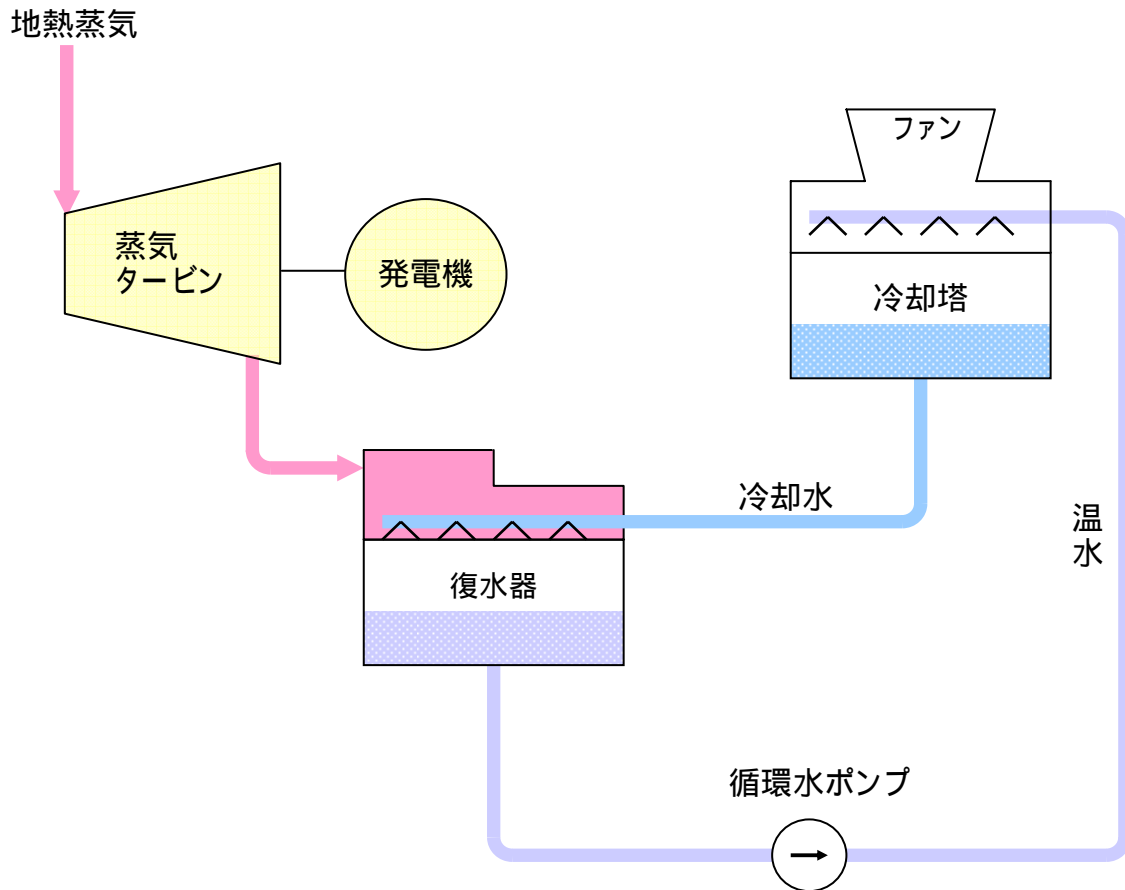 地熱蒸気
ファン
蒸気
タービン
発電機
冷却塔
冷却水
温
水
復水器
循環水ポンプ